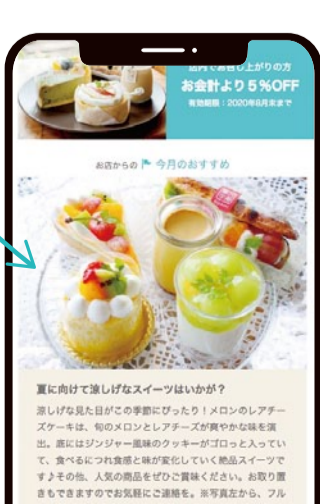 店内でお召し上がりの方
お会計より5%OFF
有効期限：2020年6月末まで
お店からの 今月のおすすめ
夏に向けて涼しげなスイーツはいかが？
涼しげな見た目がこの季節にぴったり！メロンのレアチー
ズケーキは、旬のメロンとレアチーズが爽やかな味を演
出。底にはジンジャー風味のクッキーがゴロっと入ってい
て、食べるにつれ食感と味が変化していく絶品スイーツで
す♪その他、人気の商品をぜひご賞味ください。お取り置
きもできますのでお気軽にご連絡を。※写真左から、フル